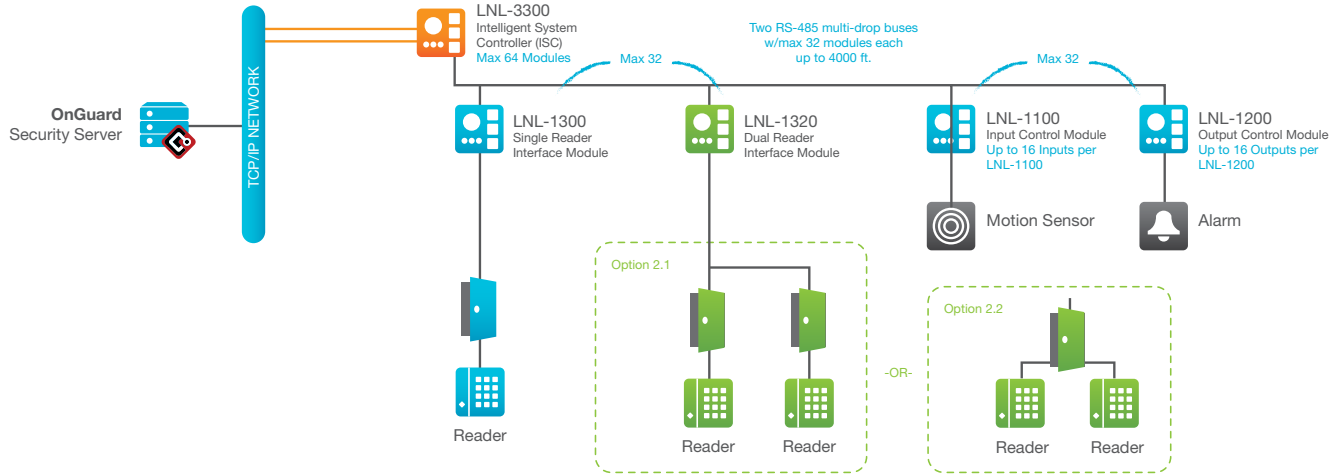 LNL-3300
Intelligent System
Controller (ISC)
Max 64 Modules
Two RS-485 multi-drop buses
w/max 32 modules each
up to 4000 ft.
Max 32
Max 32
OnGuard
Security Server
TCP/IP NETWORK
LNL-1300
Single Reader
Interface Module
LNL-1320
Dual Reader
Interface Module
LNL-1100
Input Control Module
Up to 16 Inputs per
LNL-1100
LNL-1200
Output Control Module
Up to 16 Outputs per
LNL-1200
Motion Sensor
Alarm
Option 2.1
Option 2.2
-OR-
Reader
Reader
Reader
Reader
Reader